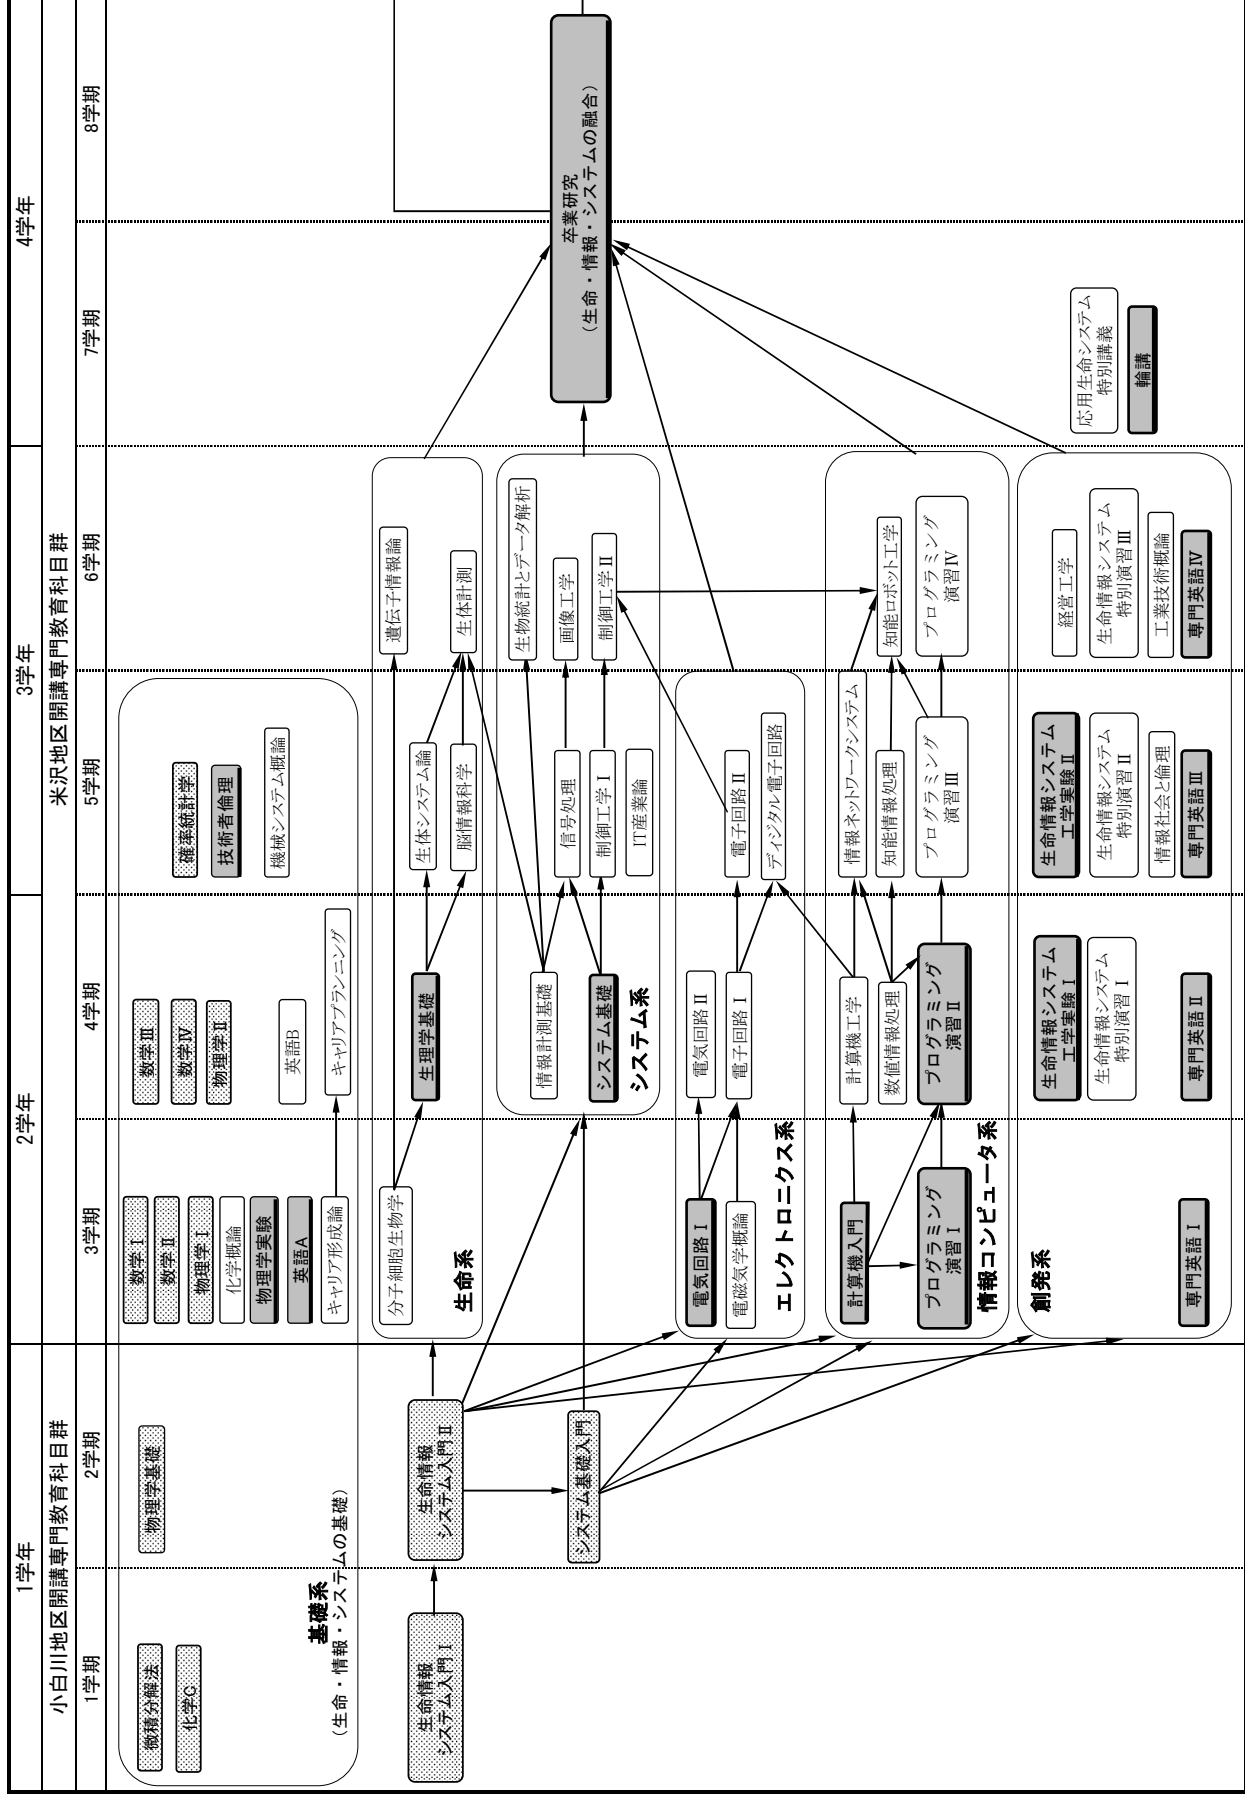 1学年
2学年
3学年
4学年
小白川地区開講専門教育科目群
米沢地区開講専門教育科目群
1学期
2学期
3学期
4学期
5学期
6学期
7学期
8学期
微積分解法
化学C
物理学基礎
基礎系
(生命・情報・システムの基礎)
数学Ⅰ
数学Ⅱ
物理学Ⅰ
化学概論
物理学実験
英語A
キャリア形成論
数学Ⅲ
数学Ⅳ
物理学Ⅱ
英語B
キャリアプランニング
確率統計学
技術者倫理
機械システム概論
生命情報
システム入門Ⅰ
生命情報
システム入門Ⅱ
システム基礎入門
分子細胞生物学
生命系
生理学基礎
生体システム論
脳情報科学
遺伝子情報論
生体計測
情報計測基礎
システム基礎
システム系
信号処理
制御工学Ⅰ
IT産業論
生物統計とデータ解析
画像工学
制御工学Ⅱ
電気回路Ⅰ
電磁気学概論
エレクトロニクス系
電気回路Ⅱ
電子回路Ⅰ
電子回路Ⅱ
ディジタル電子回路
計算機入門
プログラミング
演習Ⅰ
情報コンピュータ系
計算機工学
数値情報処理
プログラミング
演習Ⅱ
情報ネットワークシステム
知能情報処理
プログラミング
演習Ⅲ
知能ロボット工学
プログラミング
演習Ⅳ
創発系
専門英語Ⅰ
生命情報システム
工学実験Ⅰ
生命情報システム
特別演習Ⅰ
専門英語Ⅱ
生命情報システム
工学実験Ⅱ
生命情報システム
特別演習Ⅱ
情報社会と倫理
専門英語Ⅲ
経営工学
生命情報システム
特別演習Ⅲ
工業技術概論
専門英語Ⅳ
応用生命システム
特別講義
輪講
卒業研究
(生命・情報・システムの融合)